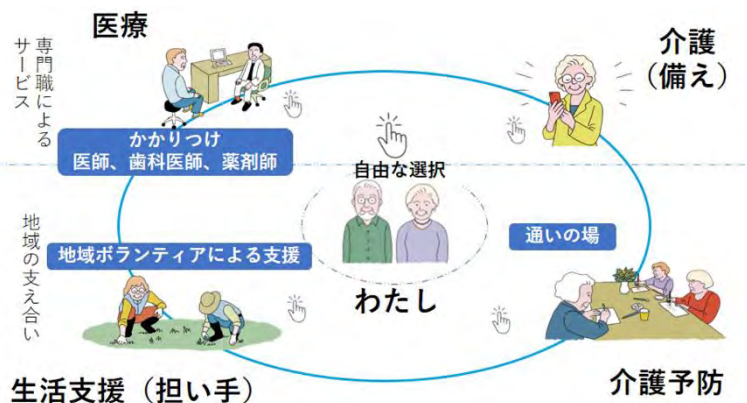 医療
専門職による
サービス
介護
（備え）
かかりつけ
医師、歯科医師、薬剤師
自由な選択
地域の支え合い
地域ボランティアによる支援
通いの場
わたし
生活支援（担い手）
介護予防